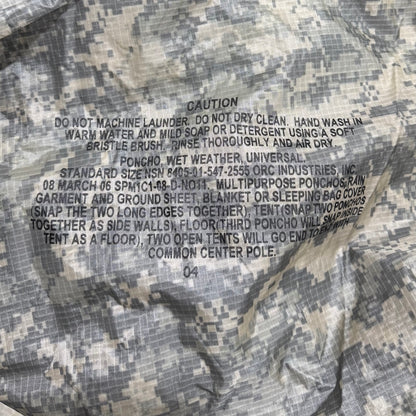 CAUTION
DO NOT MACHINE LAUNDER. DO NOT DRY CLEAN. HAND WASH IN
WARM WATER AND MILD SOAP OR DETERGENT USING A SOFT
BRISTLE BRUSH. RINSE THOROUGHLY AND AIR DRY.
PONCHO, WET WEATHER, UNIVERSAL.
STANDARD SIZE NSN 8405-01-547-2555 ORC INDUSTRIES, INC.
08 MARCH 06 MULTIPURPOSE PONCHO& RAIN
GARMENT AND GROUND SHEET, BLANKET OR SLEEPING BAG COVER
(SNAP THE TWO LONG EDGES TOGETHER), TENT(SNAP TWO PONCHOS
TOGETHER AS SIDE WALLS), FLOOR(THIRD PONCHO WILL SNAP INSIDE
TENT AS A FLOOR), TWO OPEN TENTS WILL GO END TO END WITH
COMMON CENTER POLE.
04